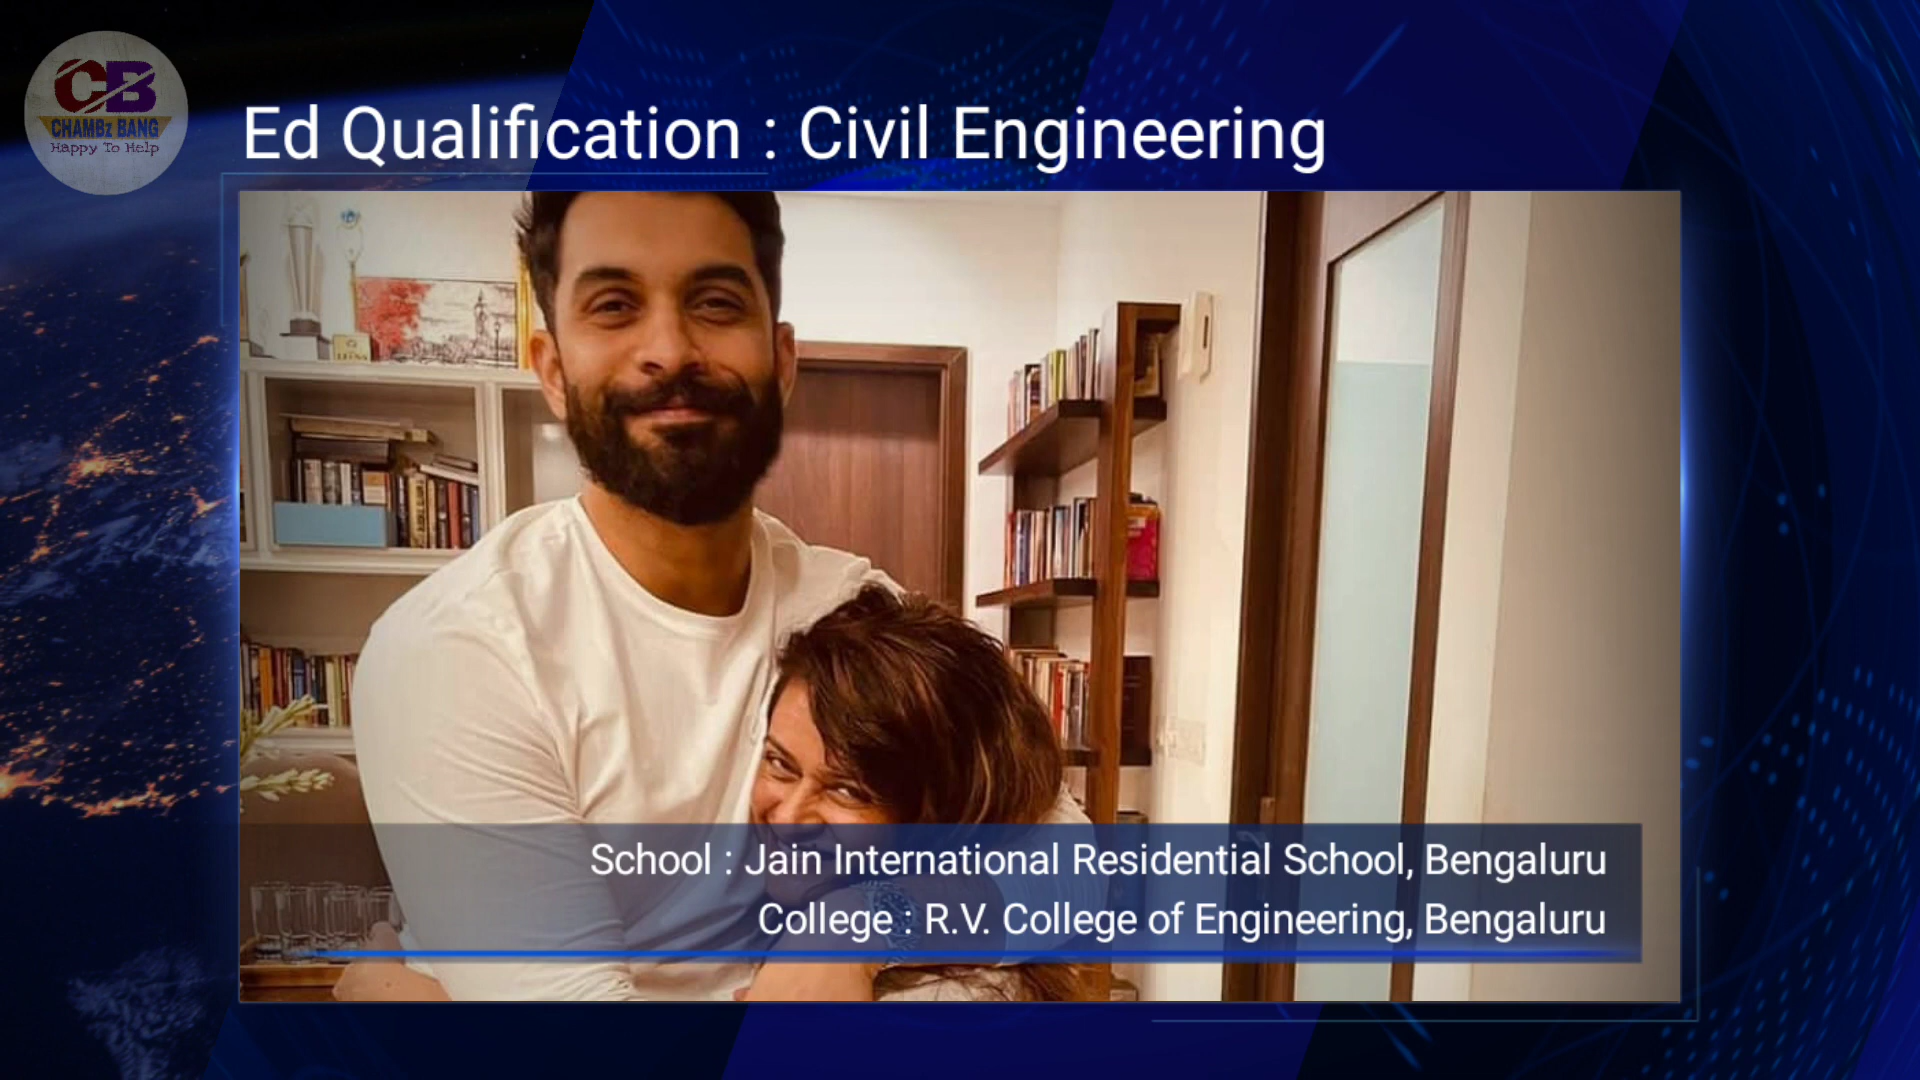 CB
CHAMBz BANG
Happy To Help
Ed Qualification : Civil Engineering
School : Jain International Residential School, Bengaluru
College : R.V. College of Engineering, Bengaluru